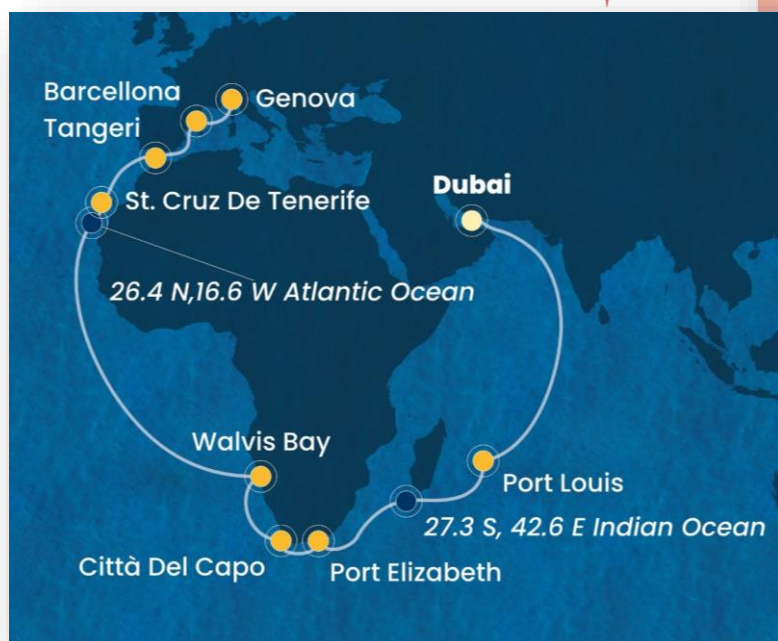 Barcellona
Genova
Tangeri
Dubai
St. Cruz De Tenerife
26.4 N,16.6 W Atlantic Ocean
Walvis Bay
Port Louis
27.3 S, 42.6 E Indian Ocean
Città Del Capo
Port Elizabeth